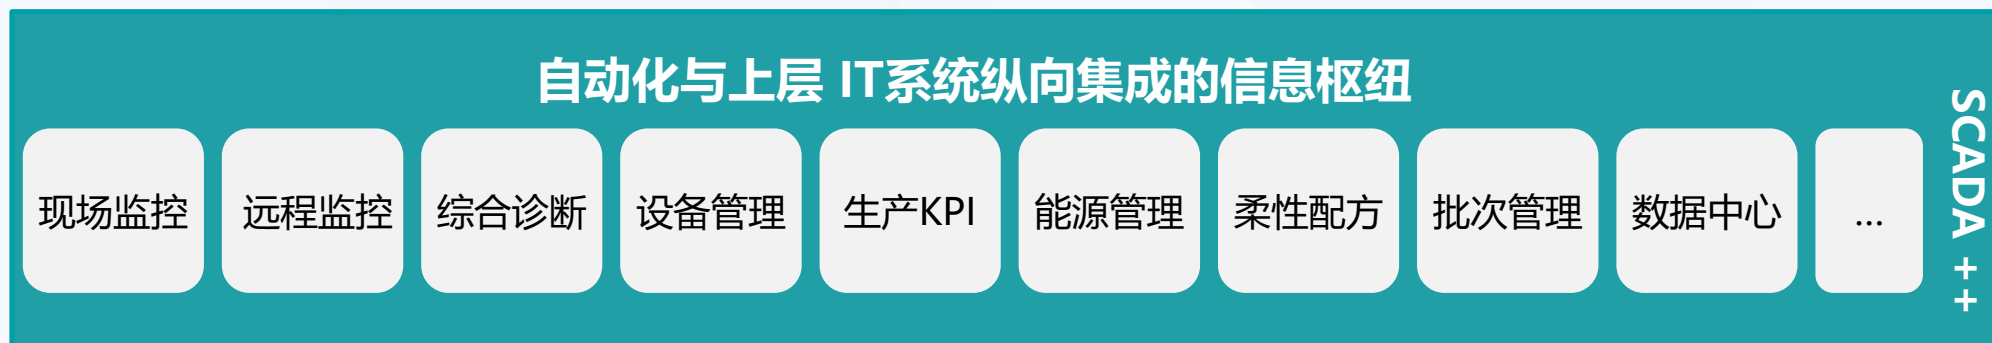 自动化与上层 IT系统纵向集成的信息枢纽
现场监控
远程监控
综合诊断
设备管理
生产KPI
能源管理
柔性配方
批次管理
数据中心
...
SCADA ++